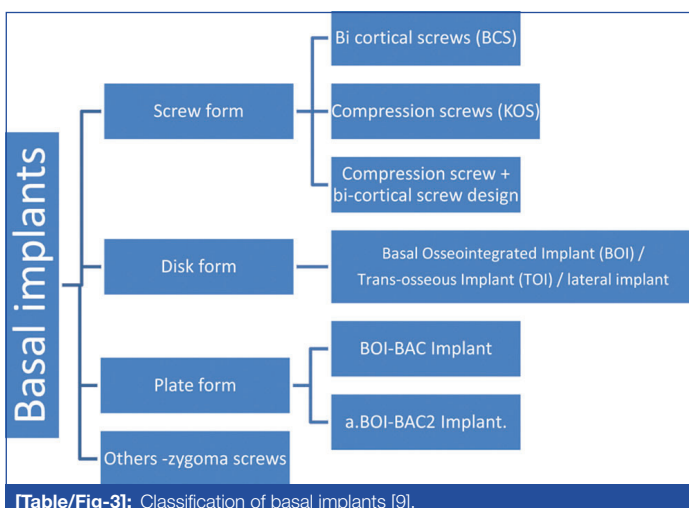 Basal implants
Screw form
Bi cortical screws (BCS)
Compression screws (KOS)
Compression screw +
bi-cortical screw design
Disk form
Basal Osseointegrated Implant (BOI) /
Trans-osseous Implant (TOI) / lateral implant
Plate form
BOI-BAC Implant
a.BOI-BAC2 Implant.
Others -zygoma screws
[Table/Fig-3]: Classification of basal implants [9].